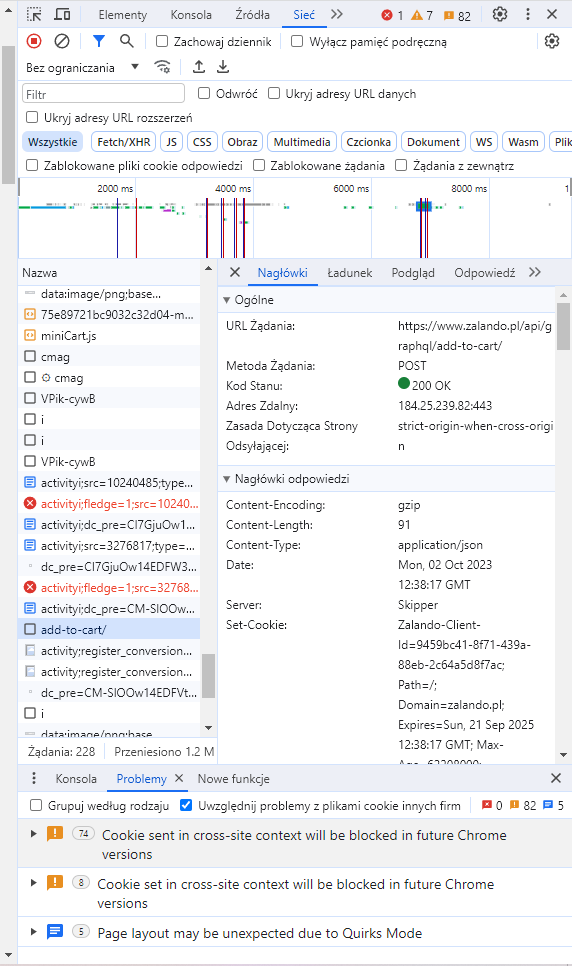 Elementy Konsola Źródła Sieć 1 7 82
Zachowaj dziennik Wyłącz pamięć podręczną
Bez ograniczania
Filtr Odwróć Ukryj adresy URL danych
Ukryj adresy URL rozszerzeń
Wszystkie Fetch/XHR JS CSS Obraz Multimedia Czcionka Dokument WS Wasm Plik
Zablokowane pliki cookie odpowiedzi Zablokowane żądania Żądania z zewnątrz
2000 ms 4000 ms 6000 ms 8000 ms 1
Nazwa
data:image/png;base...
75e89721bc9032c32d04-m...
miniCart.js
cmag
cmag
VPik-cywB
i
i
VPik-cywB
activityi;src=10240485;type...
activityi;fledge=1;src=10240...
activityi;dc_pre=CI7GjuOw1...
activityi;src=3276817;type=...
dc_pre=CI7GjuOw14EDFW3...
activityi;fledge=1;src=32768...
activityi;dc_pre=CM-SlOOw...
add-to-cart/
activity;register_conversion...
activity;register_conversion...
dc_pre=CM-SlOOw14EDFVt...
i
data:image/png;base...
Żądania: 228 Przeniesiono 1.2 M
Nagłówki Ładunek Podgląd Odpowiedź
Ogólne
URL Żądania: https://www.zalando.pl/api/g
raphql/add-to-cart/
Metoda Żądania: POST
Kod Stanu: 200 OK
Adres Zdalny: 184.25.239.82:443
Zasada Dotycząca Strony strict-origin-when-cross-origi
Odsyłającej: n
Nagłówki odpowiedzi
Content-Encoding: gzip
Content-Length: 91
Content-Type: application/json
Date: Mon, 02 Oct 2023
12:38:17 GMT
Server: Skipper
Set-Cookie: Zalando-Client-
Id=9459bc41-8f71-439a-
88eb-2c64a5d8f7ac;
Path=/;
Domain=zalando.pl;
Expires=Sun, 21 Sep 2025
12:38:17 GMT; Max-
Age=62208000;
Konsola Problemy Nowe funkcje
Grupuj według rodzaju Uwzględnij problemy z plikami cookie innych firm 0 82 5
74 Cookie sent in cross-site context will be blocked in future Chrome
versions
8 Cookie set in cross-site context will be blocked in future Chrome
versions
5 Page layout may be unexpected due to Quirks Mode